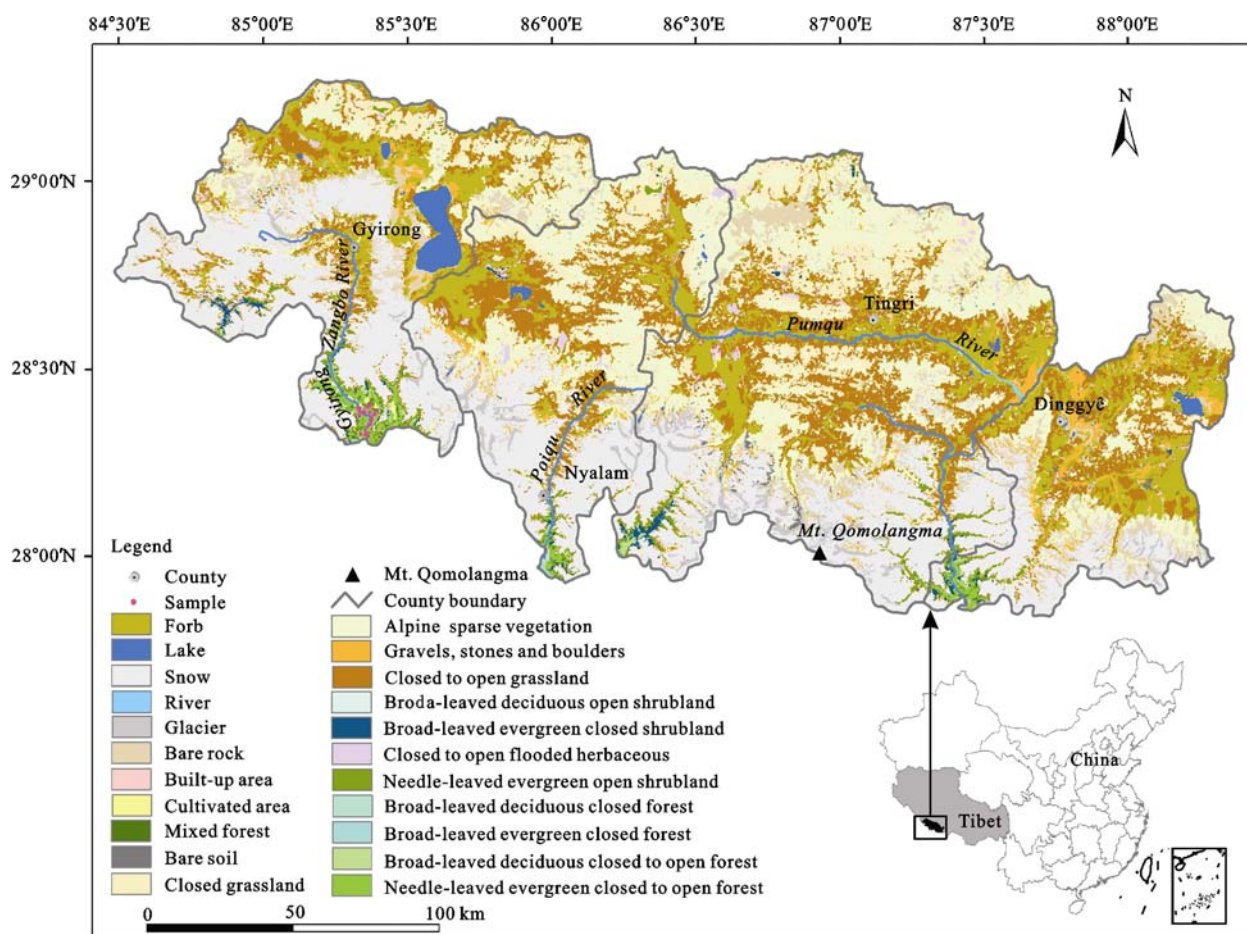 84°30′E 85°00′E 85°50′E 86°00′E 86°50′E 87°00′E 87°50′E 88°00′E
N
29°00′N
28°50′N
28°00′N
Gyirong
Gyirong Zangbo River
Tingri
Pumqu River
Dinggyê
Poiqu River
Nyalam
Mt. Qomolangma
Legend
County
Sample
Forb
Lake
Snow
River
Glacier
Bare rock
Built-up area
Cultivated area
Mixed forest
Bare soil
Closed grassland
Mt. Qomolangma
County boundary
Alpine sparse vegetation
Gravels, stones and boulders
Closed to open grassland
Broda-leaved deciduous open shrubland
Broad-leaved evergreen closed shrubland
Closed to open flooded herbaceous
Needle-leaved evergreen open shrubland
Broad-leaved deciduous closed forest
Broad-leaved evergreen closed forest
Broad-leaved deciduous closed to open forest
Needle-leaved evergreen closed to open forest
China
Tibet
0 50 100 km